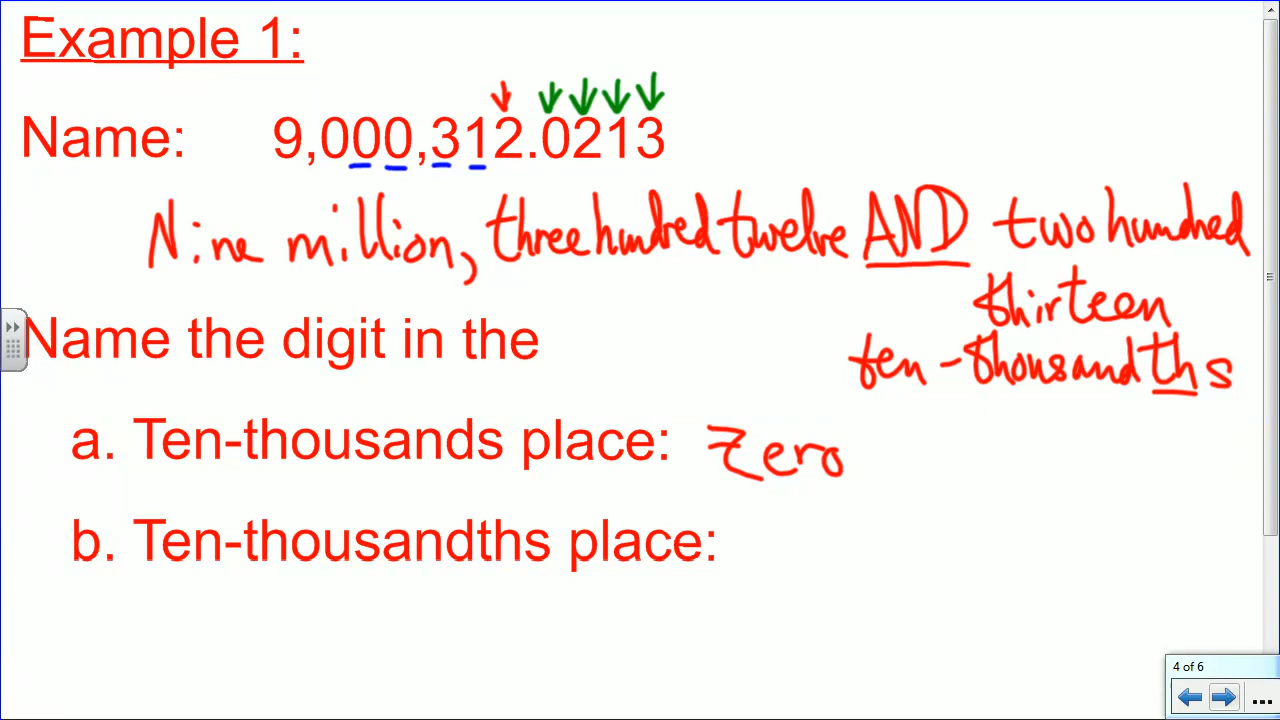 Example 1:
Name: 9,000,312.0213
Nine million, three hundred twelve AND two hundred
thirteen
ten-thousandths
Name the digit in the
a. Ten-thousands place: zero
b. Ten-thousandths place:
4 of 6
...